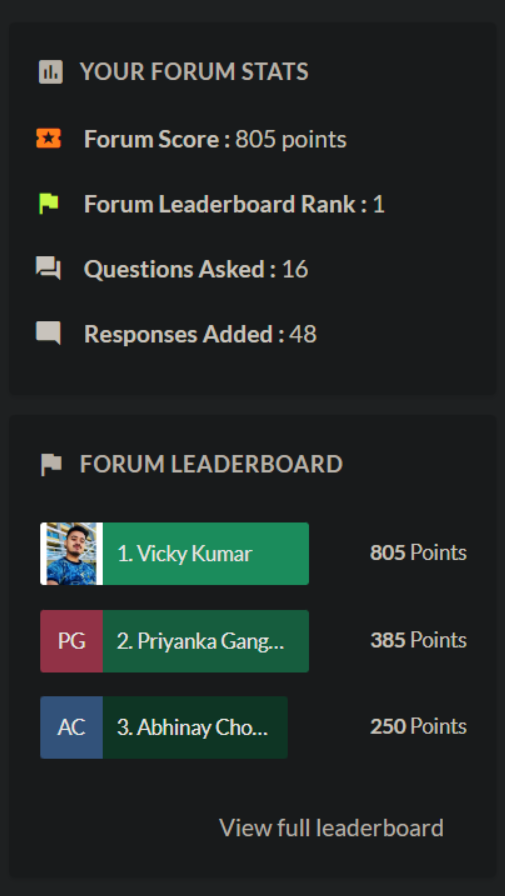 YOUR FORUM STATS
Forum Score : 805 points
Forum Leaderboard Rank : 1
Questions Asked : 16
Responses Added : 48
FORUM LEADERBOARD
1. Vicky Kumar 805 Points
PG 2. Priyanka Gang... 385 Points
AC 3. Abhinay Cho... 250 Points
View full leaderboard